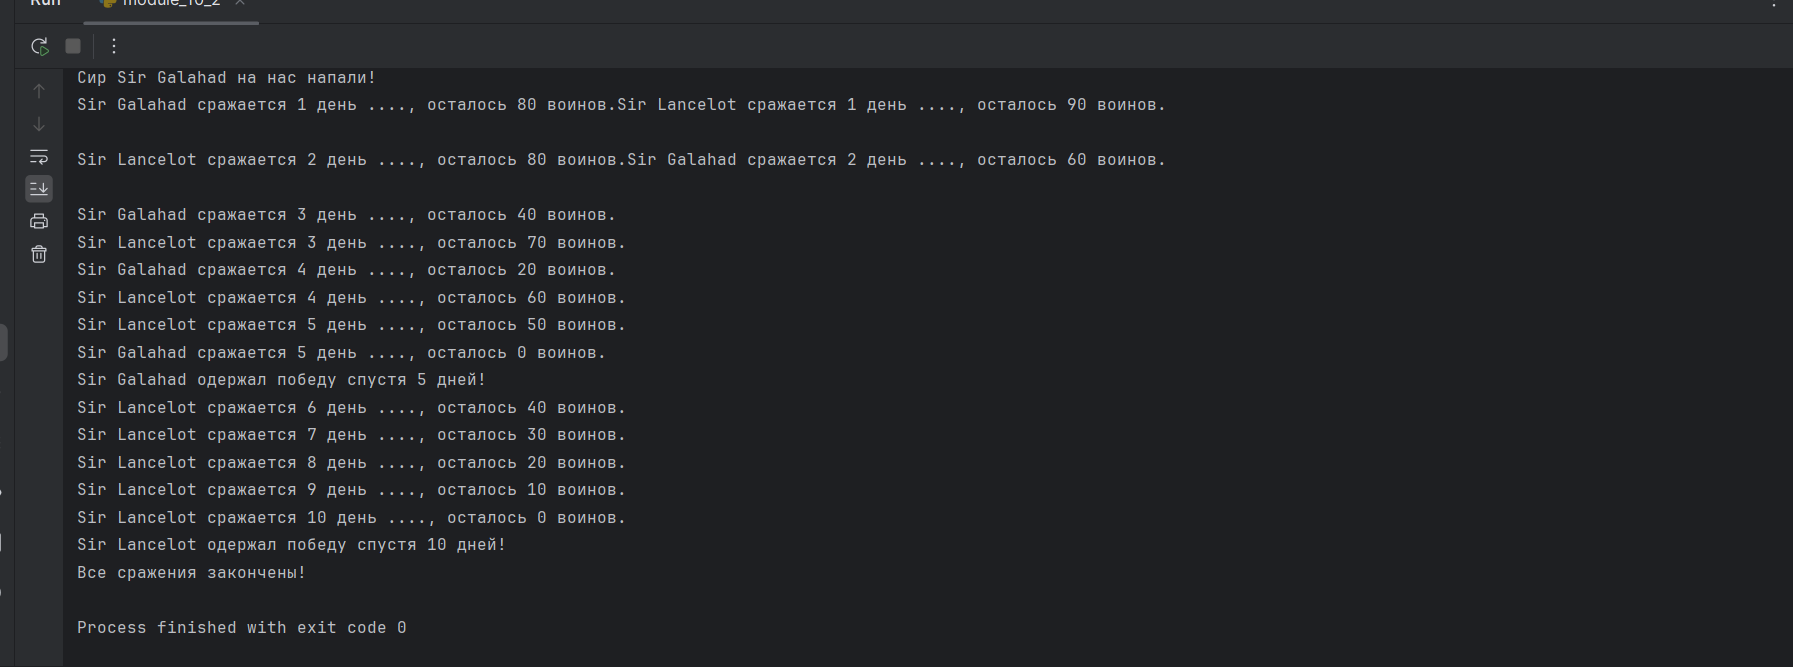 Run module_10_2
Сир Sir Galahad на нас напали!
Sir Galahad сражается 1 день ...., осталось 80 воинов.Sir Lancelot сражается 1 день ...., осталось 90 воинов.
Sir Lancelot сражается 2 день ...., осталось 80 воинов.Sir Galahad сражается 2 день ...., осталось 60 воинов.
Sir Galahad сражается 3 день ...., осталось 40 воинов.
Sir Lancelot сражается 3 день ...., осталось 70 воинов.
Sir Galahad сражается 4 день ...., осталось 20 воинов.
Sir Lancelot сражается 4 день ...., осталось 60 воинов.
Sir Lancelot сражается 5 день ...., осталось 50 воинов.
Sir Galahad сражается 5 день ...., осталось 0 воинов.
Sir Galahad одержал победу спустя 5 дней!
Sir Lancelot сражается 6 день ...., осталось 40 воинов.
Sir Lancelot сражается 7 день ...., осталось 30 воинов.
Sir Lancelot сражается 8 день ...., осталось 20 воинов.
Sir Lancelot сражается 9 день ...., осталось 10 воинов.
Sir Lancelot сражается 10 день ...., осталось 0 воинов.
Sir Lancelot одержал победу спустя 10 дней!
Все сражения закончены!
Process finished with exit code 0